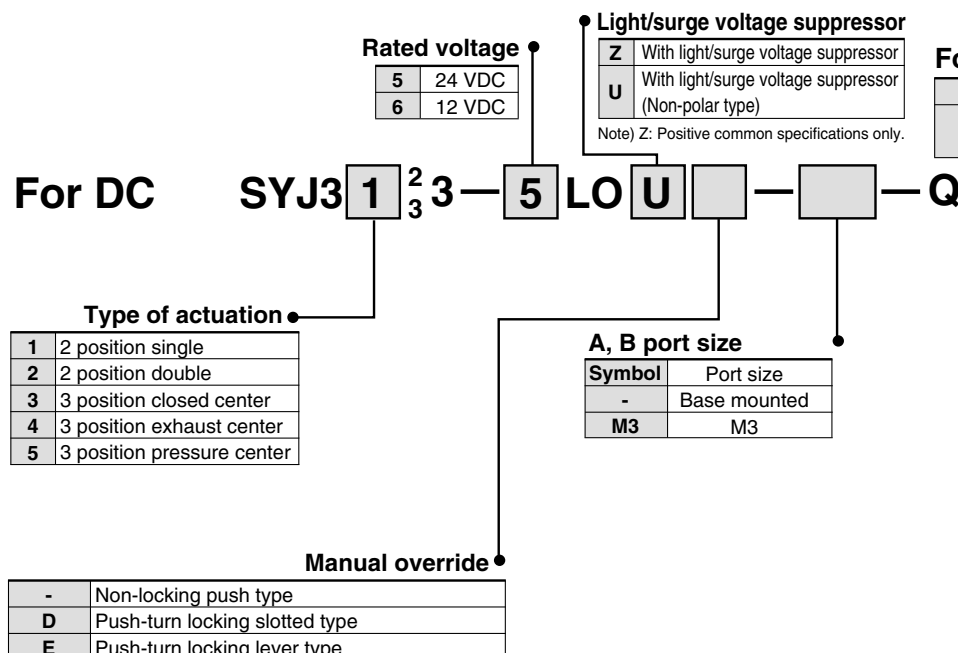 Light/surge voltage suppressor
Z With light/surge voltage suppressor
U With light/surge voltage suppressor
(Non-polar type)
Note) Z: Positive common specifications only.
Rated voltage
5 24 VDC
6 12 VDC
Fo
For DC SYJ3 1 2 3 3 — 5 LO U — — Q
Type of actuation
1 2 position single
2 2 position double
3 3 position closed center
4 3 position exhaust center
5 3 position pressure center
A, B port size
Symbol Port size
- Base mounted
M3 M3
Manual override
- Non-locking push type
D Push-turn locking slotted type
E Push-turn locking lever type